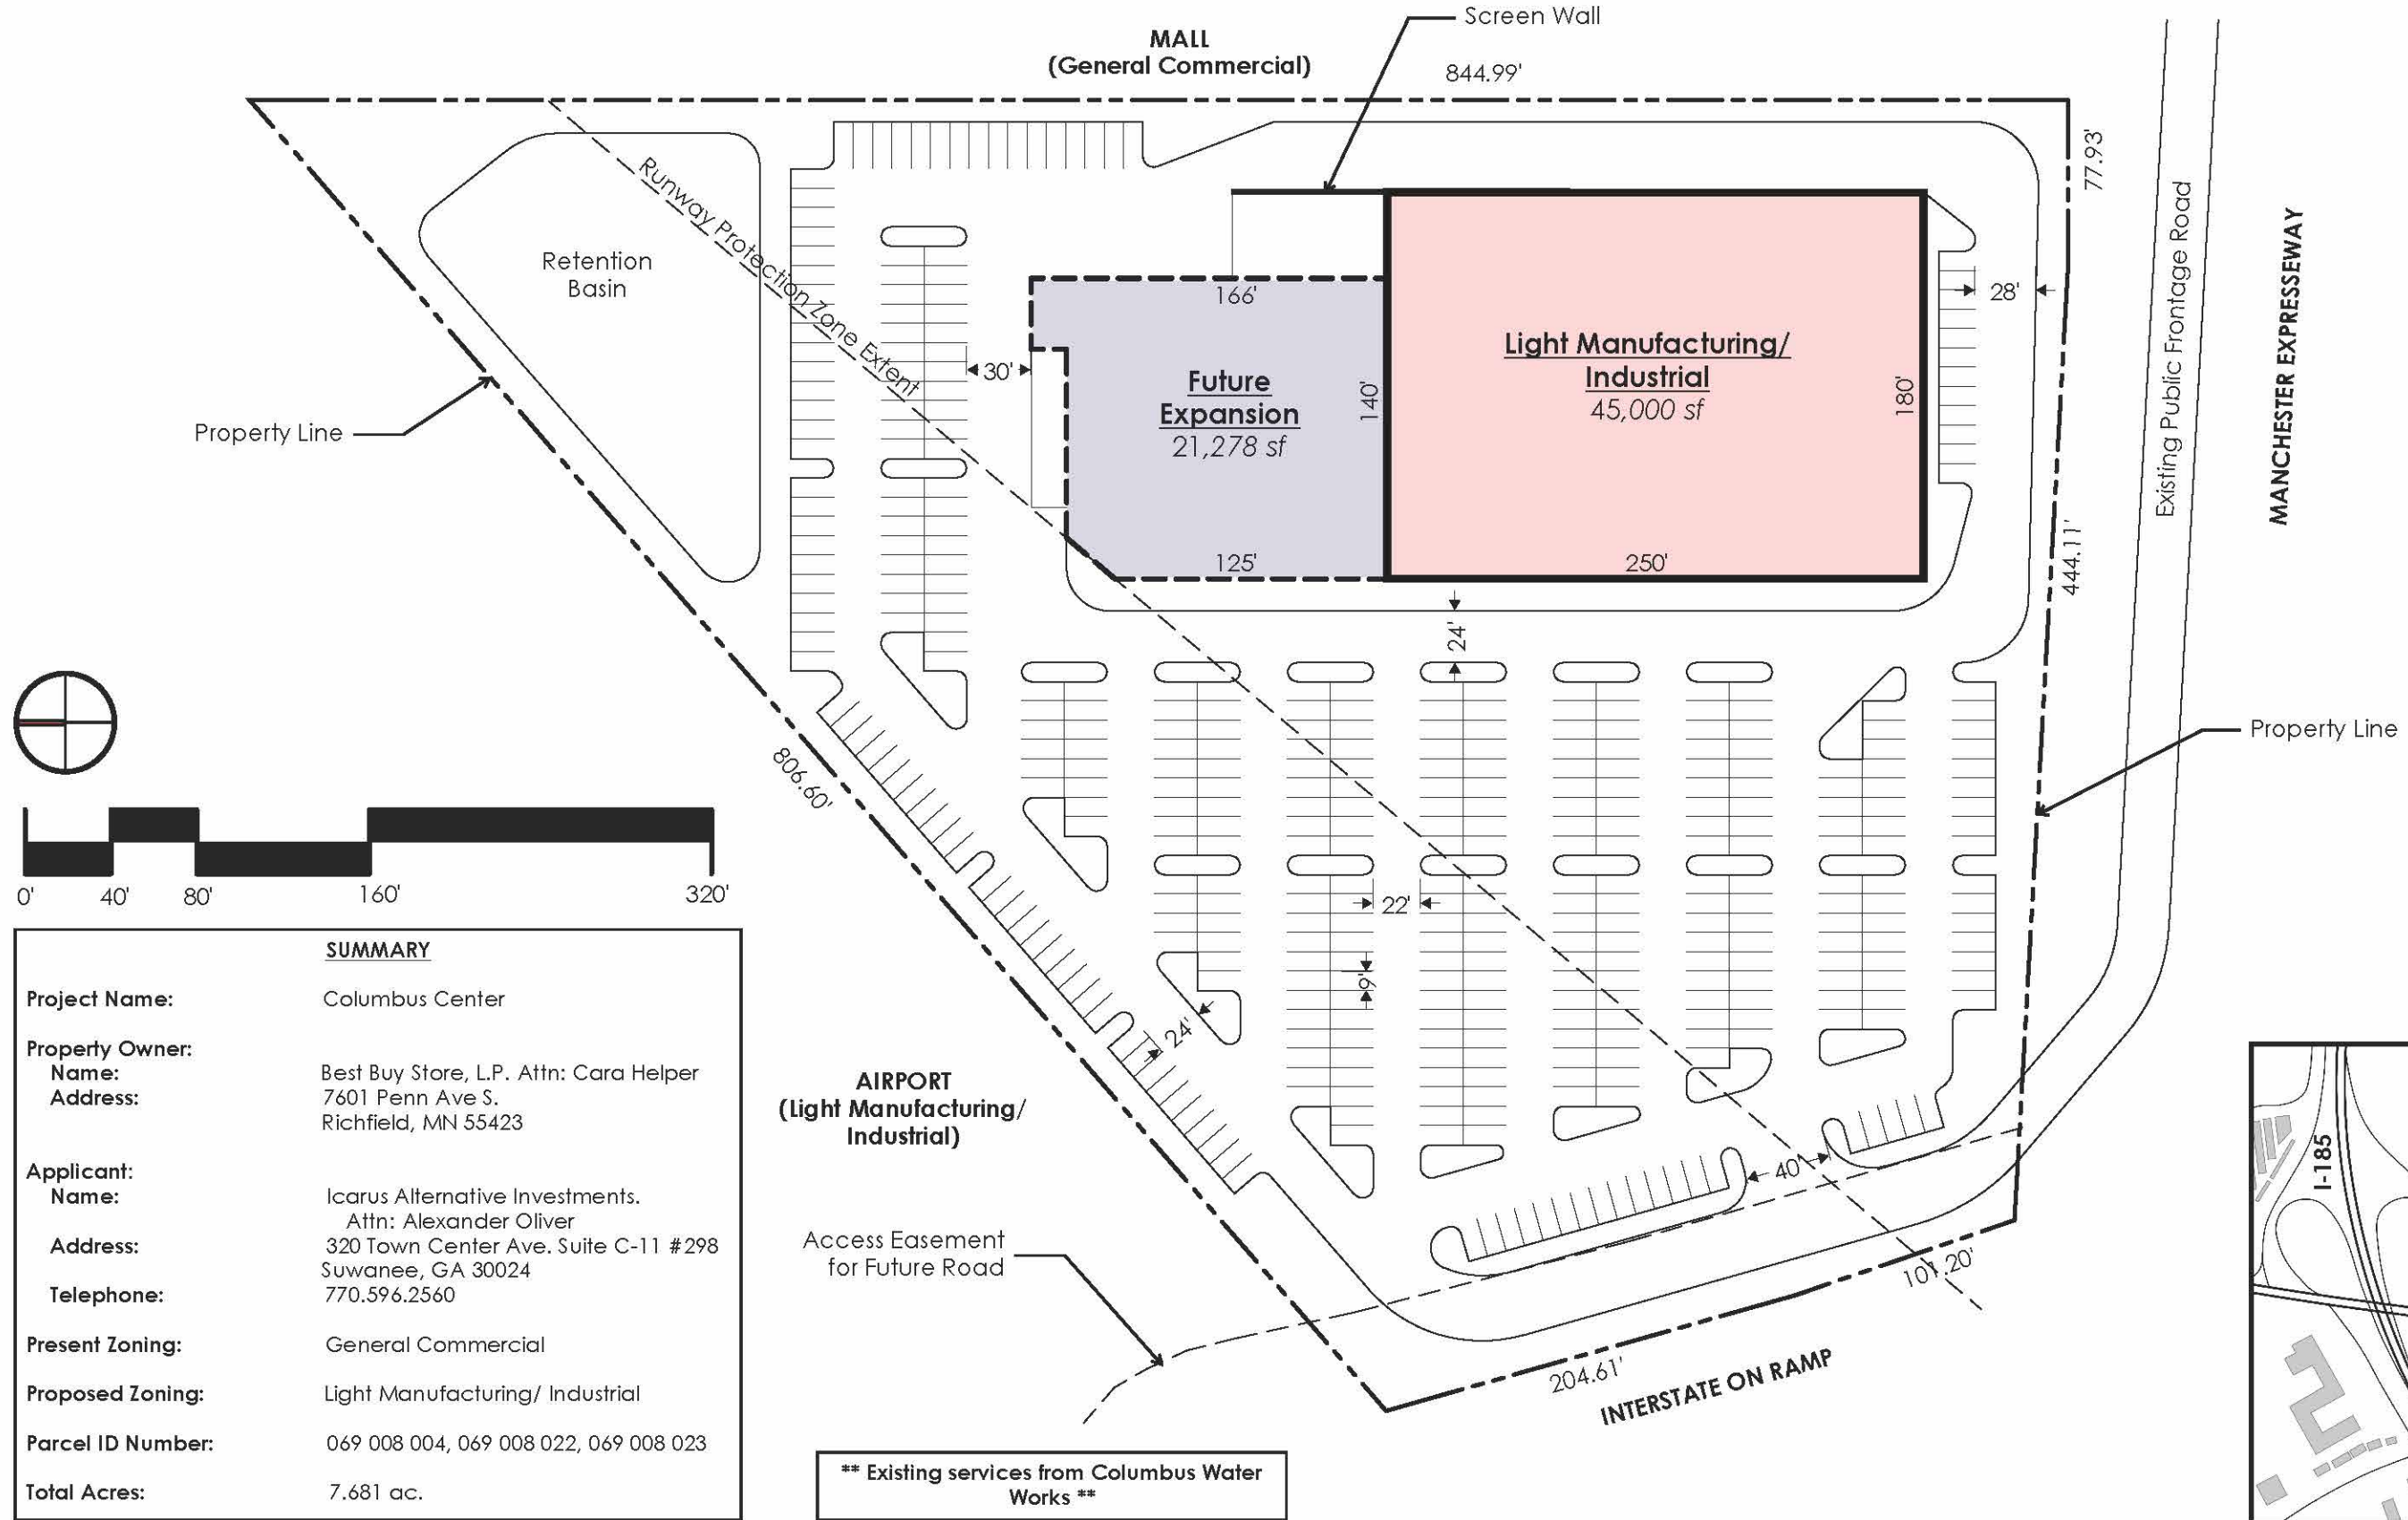 Screen Wall
MALL
(General Commercial)
844.99'
77.93'
Runway Protection Zone Extent
Retention
Basin
Existing Public Frontage Road
MANCHESTER EXPRESSEWAY
166'
28'
Light Manufacturing/
Industrial
45,000 sf
30'
Future
Expansion
21,278 sf
140'
180'
Property Line
125'
250'
444.11'
24'
Property Line
806.60'
0'
40'
80'
160'
320'
22'
9'
24'
SUMMARY
Project Name: Columbus Center
Property Owner:
Name: Best Buy Store, L.P. Attn: Cara Helper
Address: 7601 Penn Ave S.
Richfield, MN 55423
Applicant:
Name: Icarus Alternative Investments.
Attn: Alexander Oliver
Address: 320 Town Center Ave. Suite C-11 #298
Suwanee, GA 30024
Telephone: 770.596.2560
Present Zoning: General Commercial
Proposed Zoning: Light Manufacturing/ Industrial
Parcel ID Number: 069 008 004, 069 008 022, 069 008 023
Total Acres: 7.681 ac.
AIRPORT
(Light Manufacturing/
Industrial)
40'
Access Easement
for Future Road
101.20'
204.61'
INTERSTATE ON RAMP
I-185
** Existing services from Columbus Water
Works **